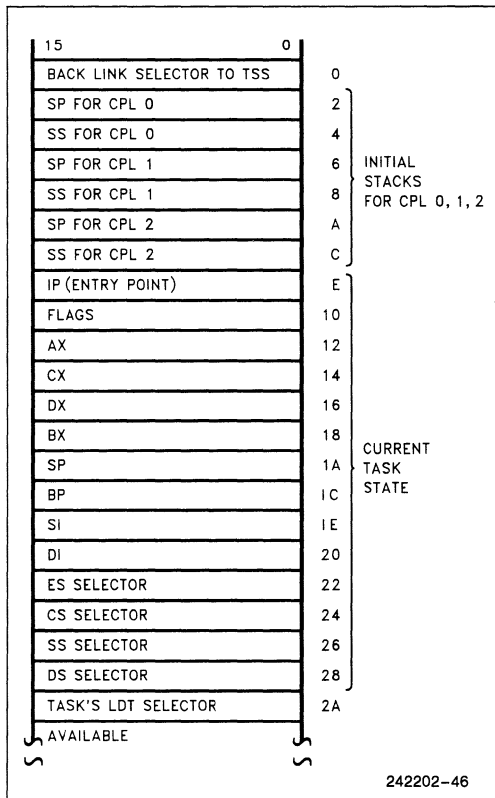 15 0
BACK LINK SELECTOR TO TSS 0
SP FOR CPL 0 2
SS FOR CPL 0 4
SP FOR CPL 1 6
SS FOR CPL 1 8
SP FOR CPL 2 A
SS FOR CPL 2 C
INITIAL
STACKS
FOR CPL 0, 1, 2
IP (ENTRY POINT) E
FLAGS 10
AX 12
CX 14
DX 16
BX 18
SP 1A
BP 1C
SI 1E
DI 20
ES SELECTOR 22
CS SELECTOR 24
SS SELECTOR 26
DS SELECTOR 28
CURRENT
TASK
STATE
TASK'S LDT SELECTOR 2A
AVAILABLE
242202-46